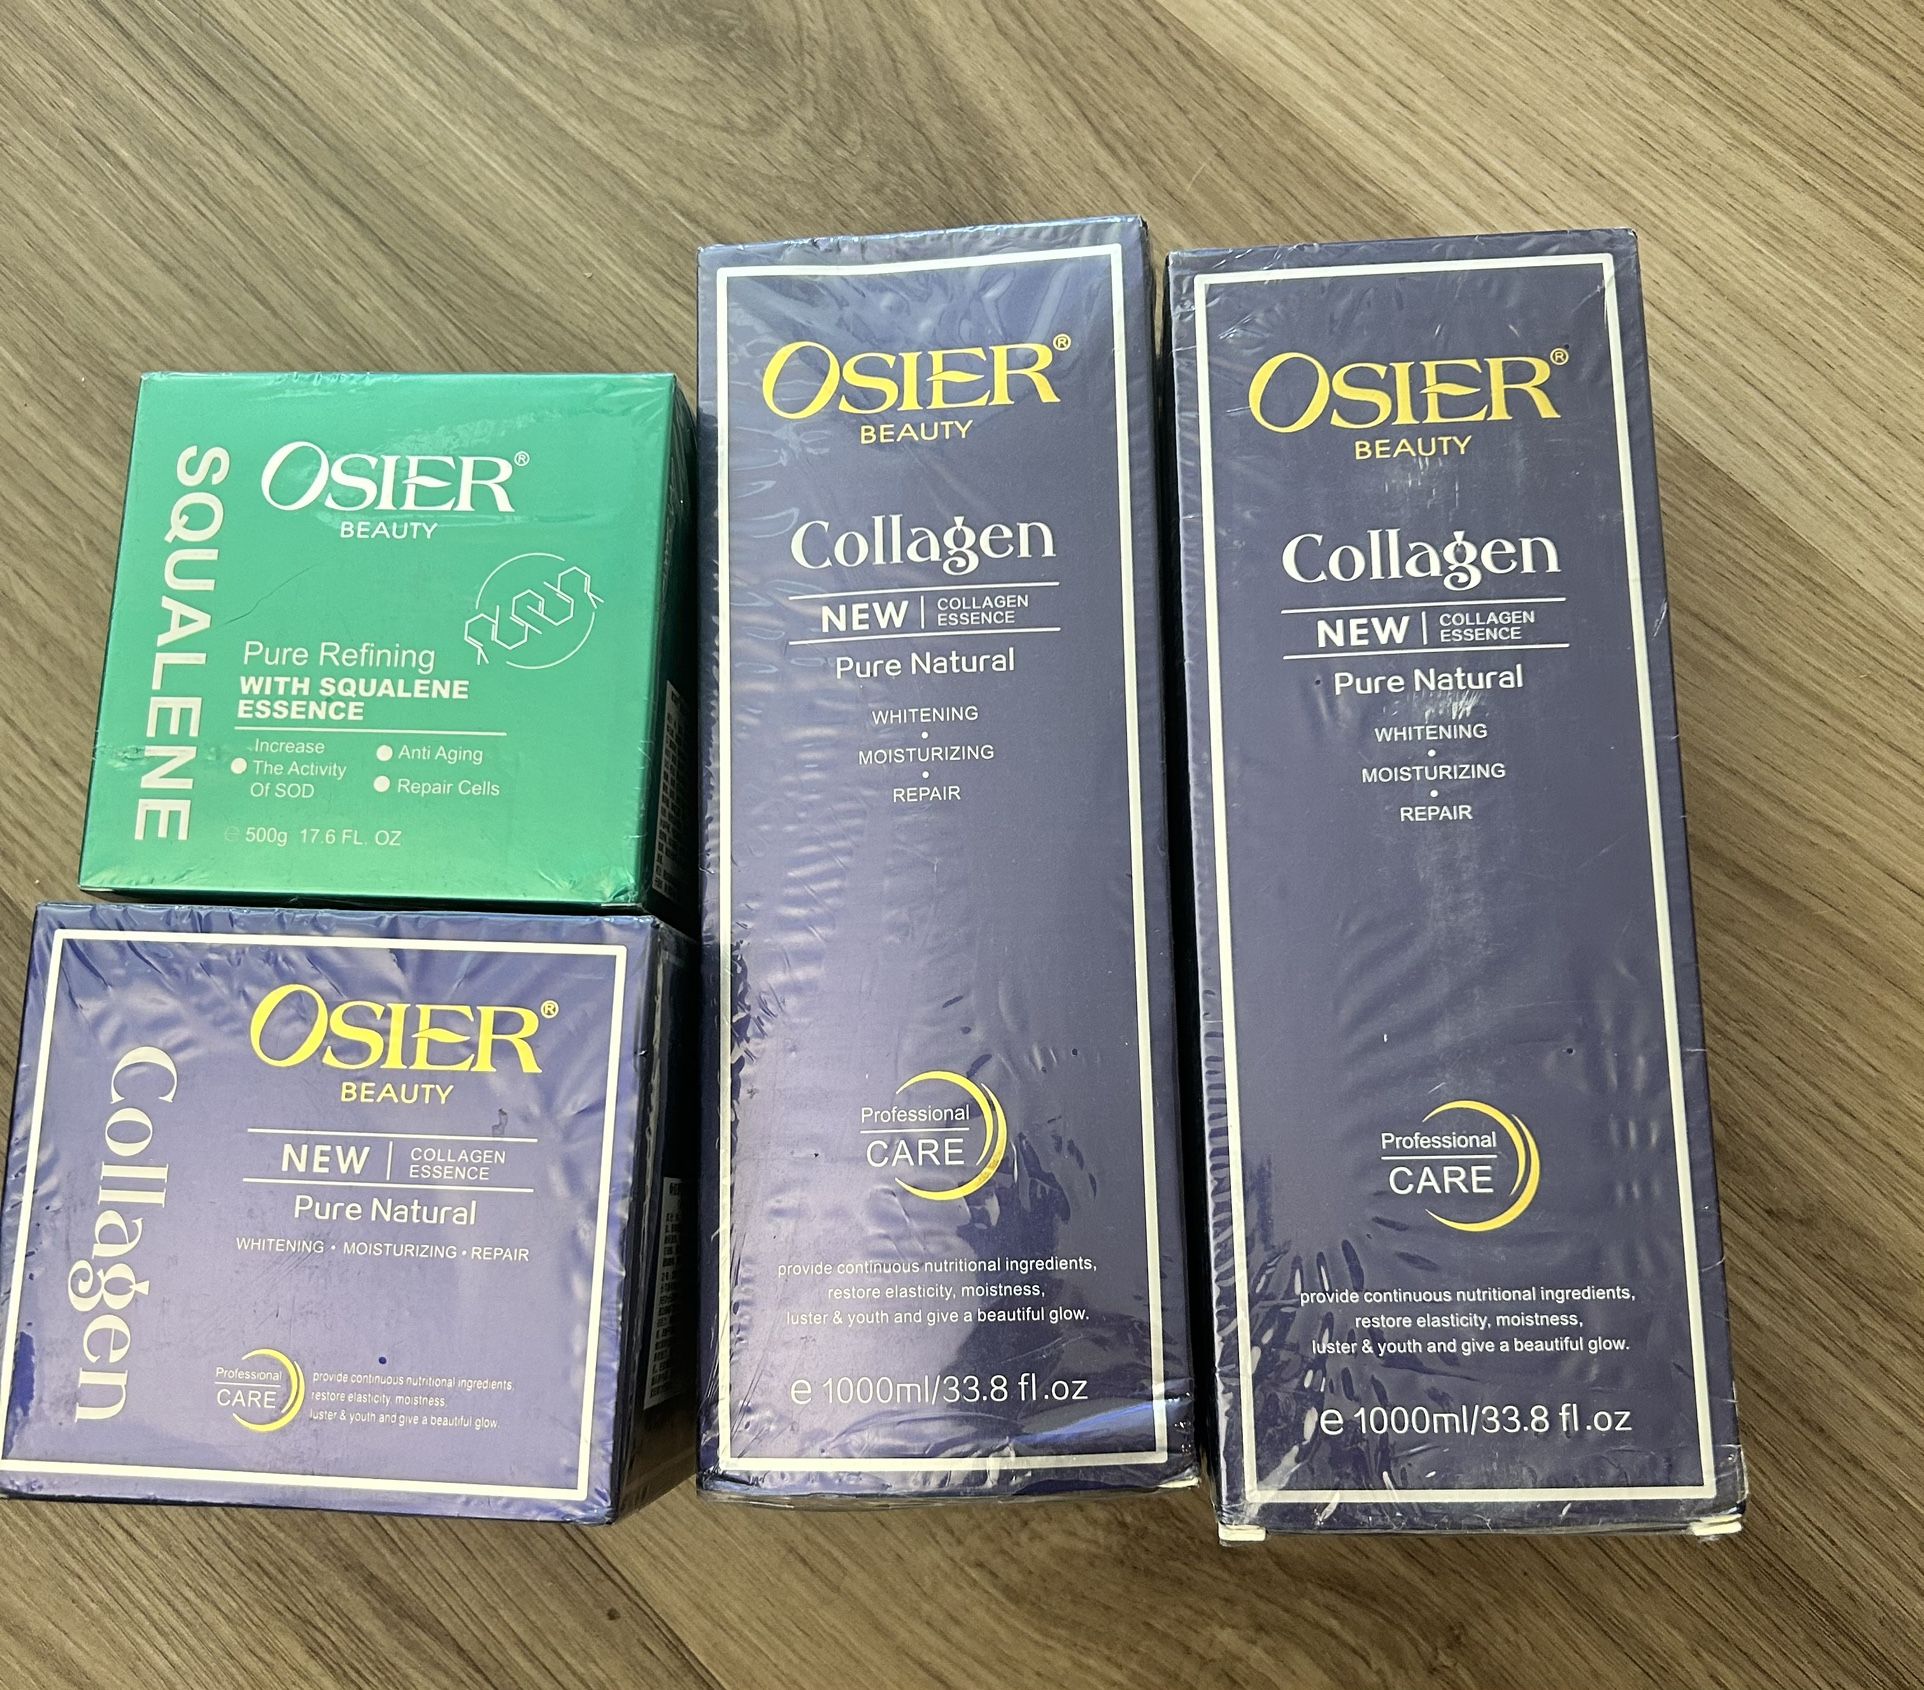 SQUALENE
OSIER®
BEAUTY
Pure Refining
WITH SQUALENE
ESSENCE
Increase
The Activity
Of SOD
Anti Aging
Repair Cells
e 500g 17.6 FL. OZ
Collagen
OSIER®
BEAUTY
NEW
COLLAGEN
ESSENCE
Pure Natural
WHITENING • MOISTURIZING • REPAIR
Professional
CARE
provide continuous nutritional ingredients,
restore elasticity, moistness,
luster & youth and give a beautiful glow.
OSIER®
BEAUTY
Collagen
NEW
COLLAGEN
ESSENCE
Pure Natural
WHITENING
•
MOISTURIZING
•
REPAIR
Professional
CARE
provide continuous nutritional ingredients,
restore elasticity, moistness,
luster & youth and give a beautiful glow.
e 1000ml/33.8 fl.oz
OSIER®
BEAUTY
Collagen
NEW
COLLAGEN
ESSENCE
Pure Natural
WHITENING
•
MOISTURIZING
•
REPAIR
Professional
CARE
provide continuous nutritional ingredients,
restore elasticity, moistness,
luster & youth and give a beautiful glow.
e 1000ml/33.8 fl.oz